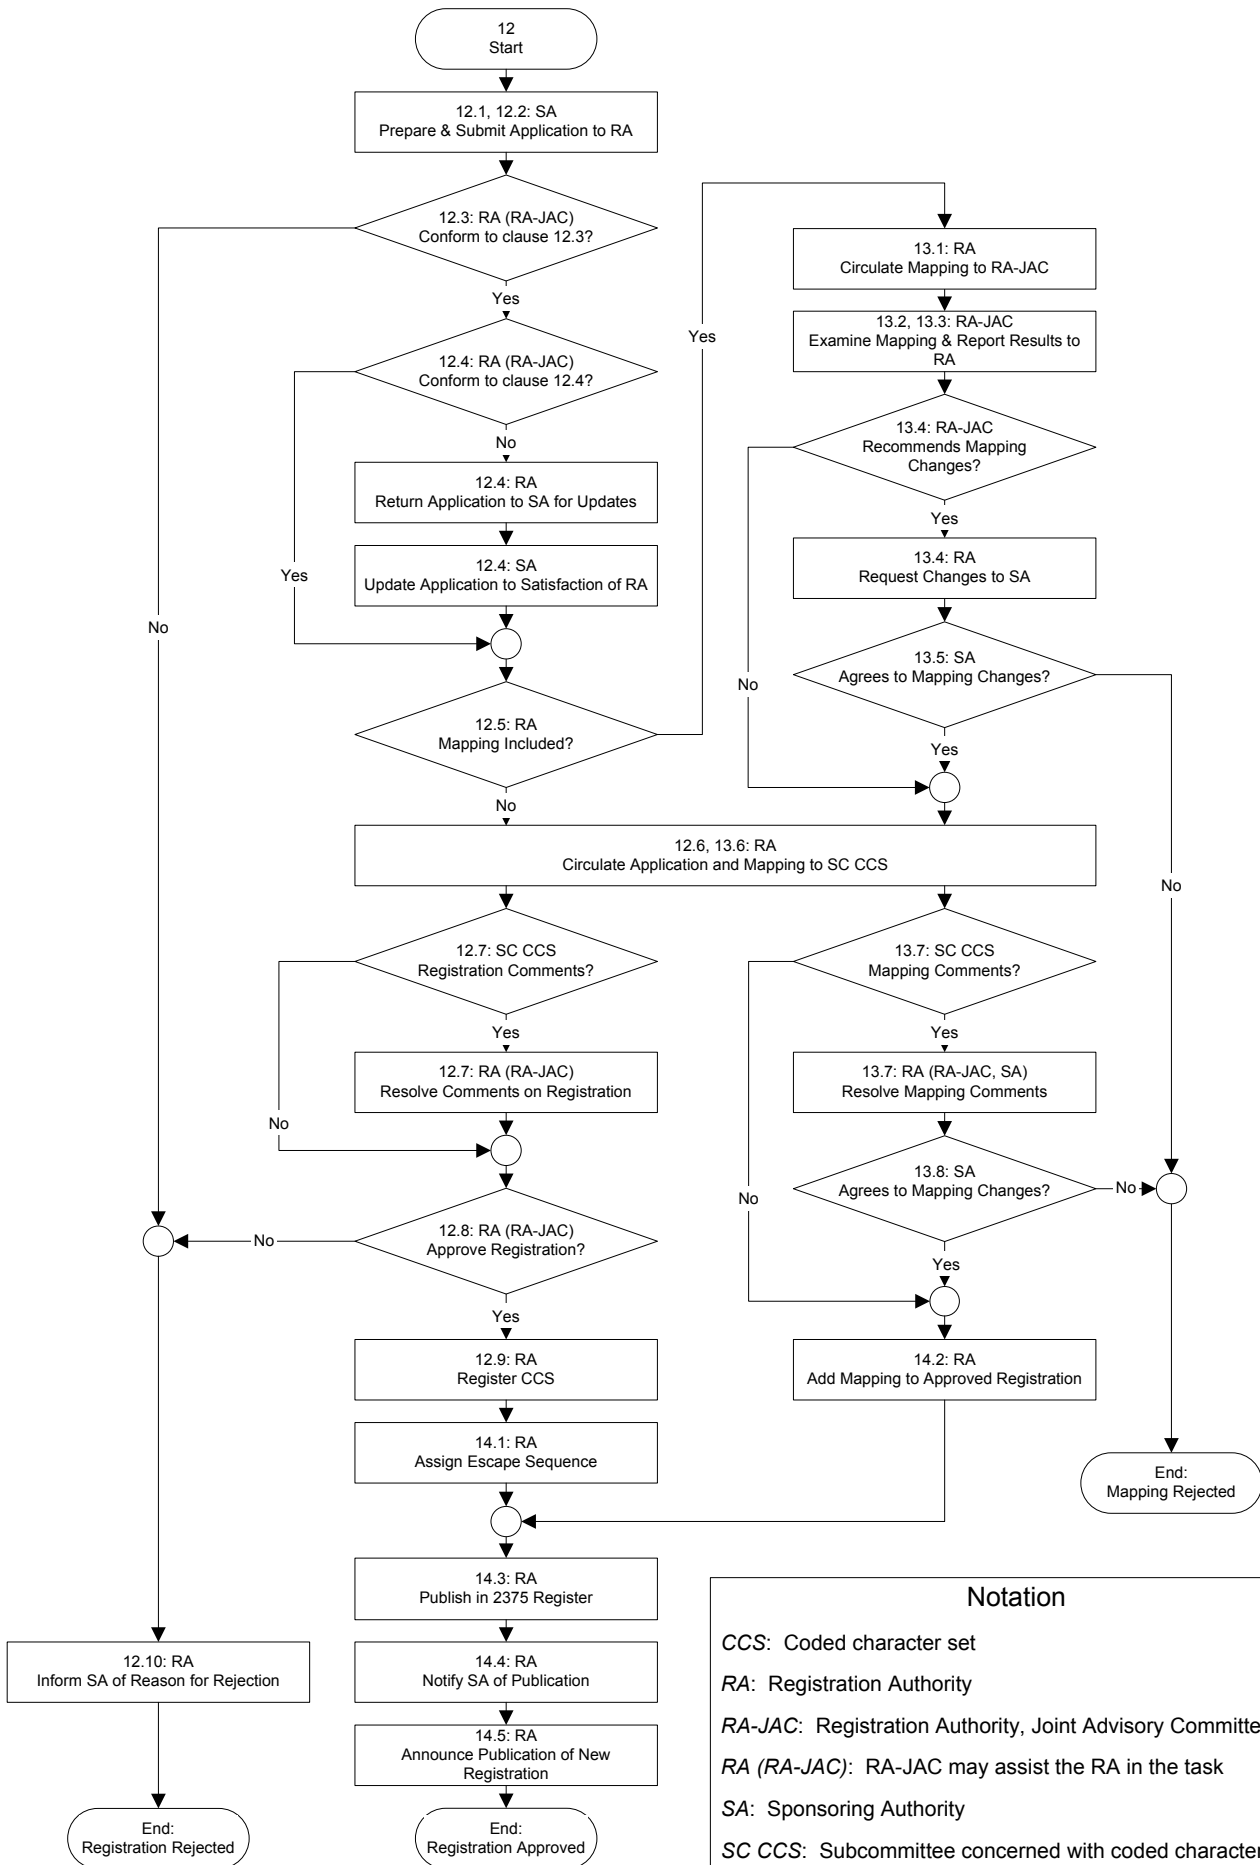 12
Start
12.1, 12.2: SA
Prepare & Submit Application to RA
12.3: RA (RA-JAC)
Conform to clause 12.3?
Yes
No
12.4: RA (RA-JAC)
Conform to clause 12.4?
No
Yes
12.4: RA
Return Application to SA for Updates
12.4: SA
Update Application to Satisfaction of RA
12.5: RA
Mapping Included?
Yes
No
13.1: RA
Circulate Mapping to RA-JAC
13.2, 13.3: RA-JAC
Examine Mapping & Report Results to
RA
13.4: RA-JAC
Recommends Mapping
Changes?
Yes
No
13.4: RA
Request Changes to SA
13.5: SA
Agrees to Mapping Changes?
Yes
No
12.6, 13.6: RA
Circulate Application and Mapping to SC CCS
12.7: SC CCS
Registration Comments?
Yes
No
12.7: RA (RA-JAC)
Resolve Comments on Registration
12.8: RA (RA-JAC)
Approve Registration?
No
Yes
13.7: SC CCS
Mapping Comments?
Yes
No
13.7: RA (RA-JAC, SA)
Resolve Mapping Comments
13.8: SA
Agrees to Mapping Changes?
No
Yes
12.9: RA
Register CCS
14.1: RA
Assign Escape Sequence
14.2: RA
Add Mapping to Approved Registration
End:
Mapping Rejected
14.3: RA
Publish in 2375 Register
14.4: RA
Notify SA of Publication
14.5: RA
Announce Publication of New
Registration
End:
Registration Approved
12.10: RA
Inform SA of Reason for Rejection
End:
Registration Rejected
Notation
CCS: Coded character set
RA: Registration Authority
RA-JAC: Registration Authority, Joint Advisory Committe
RA (RA-JAC): RA-JAC may assist the RA in the task
SA: Sponsoring Authority
SC CCS: Subcommittee concerned with coded character